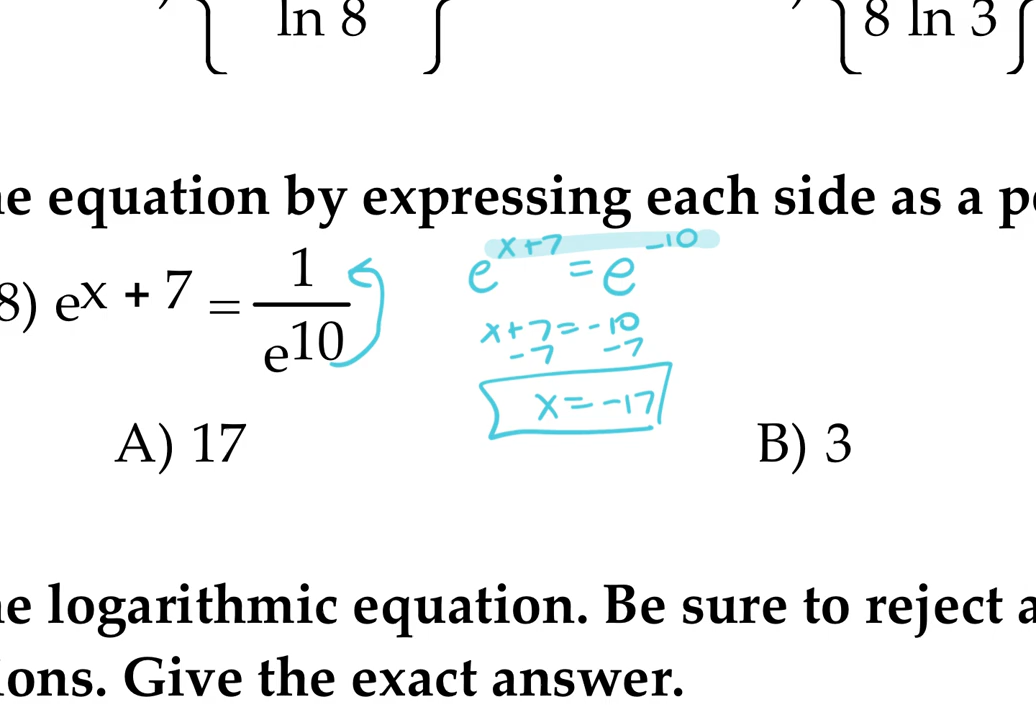 ln 8
8 ln 3
e equation by expressing each side as a p
8) e^x + 7 = 1/e^10
e^x+7 = e^-10
x+7=-10
-7 -7
x=-17
A) 17
B) 3
e logarithmic equation. Be sure to reject a
ions. Give the exact answer.